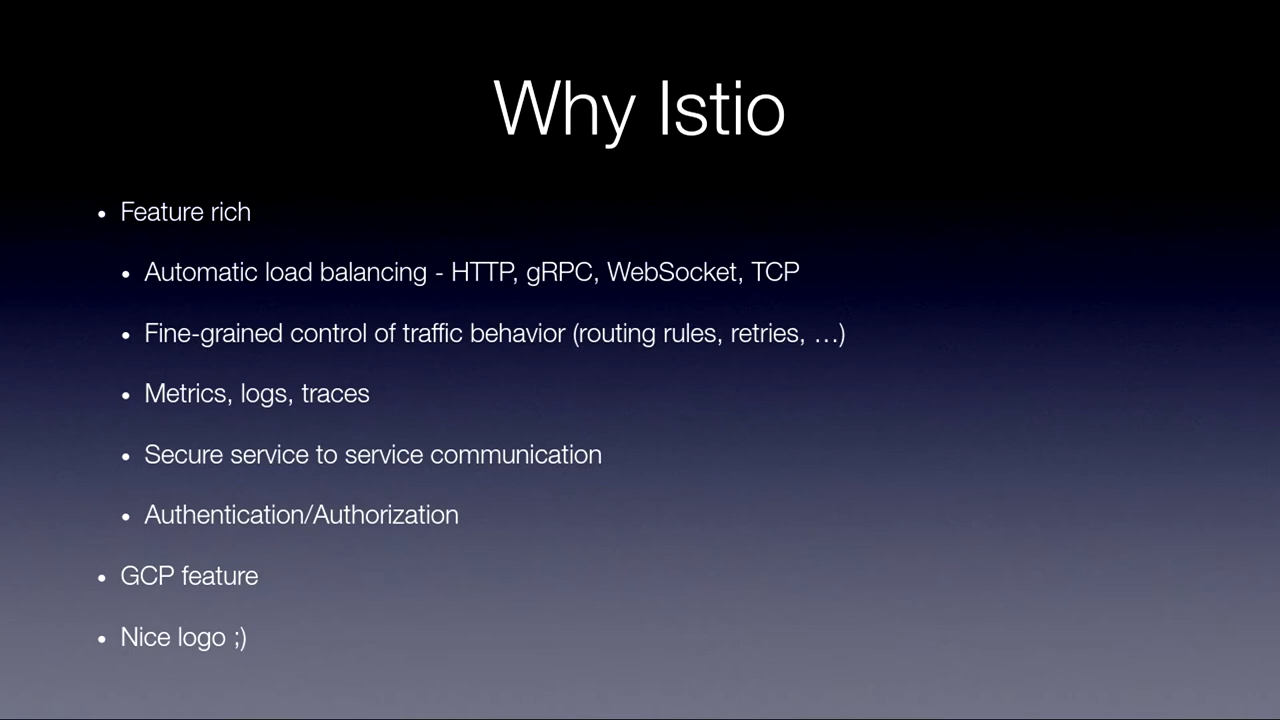 Why Istio
• Feature rich
• Automatic load balancing - HTTP, gRPC, WebSocket, TCP
• Fine-grained control of traffic behavior (routing rules, retries, …)
• Metrics, logs, traces
• Secure service to service communication
• Authentication/Authorization
• GCP feature
• Nice logo ;)